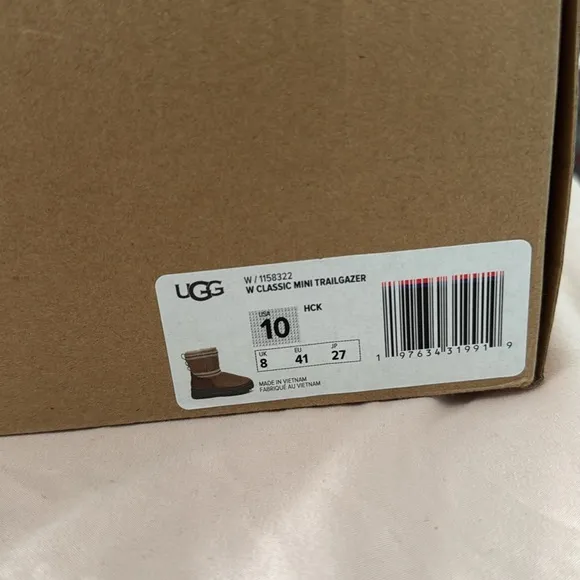 UGG
W / 1158322
W CLASSIC MINI TRAILGAZER
USA
10
HCK
UK EU JP
8 41 27
MADE IN VIETNAM
FABRIQUÉ AU VIETNAM
1 97634 31991 9